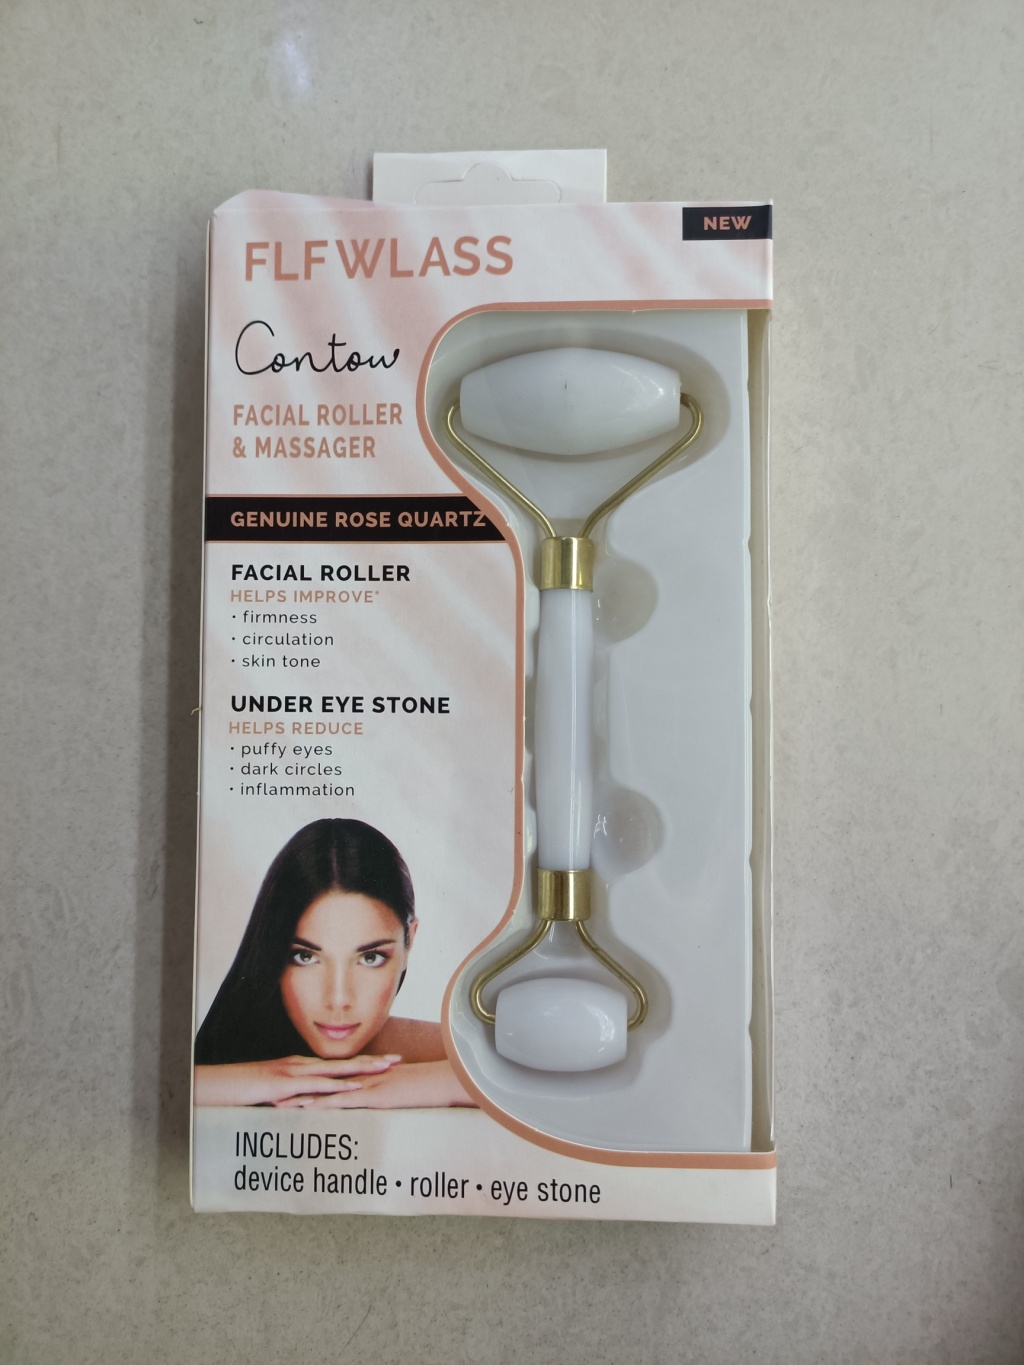 NEW
FLFWLASS
Contour
FACIAL ROLLER
& MASSAGER
GENUINE ROSE QUARTZ
FACIAL ROLLER
HELPS IMPROVE*
• firmness
• circulation
• skin tone
UNDER EYE STONE
HELPS REDUCE
• puffy eyes
• dark circles
• inflammation
INCLUDES:
device handle • roller • eye stone